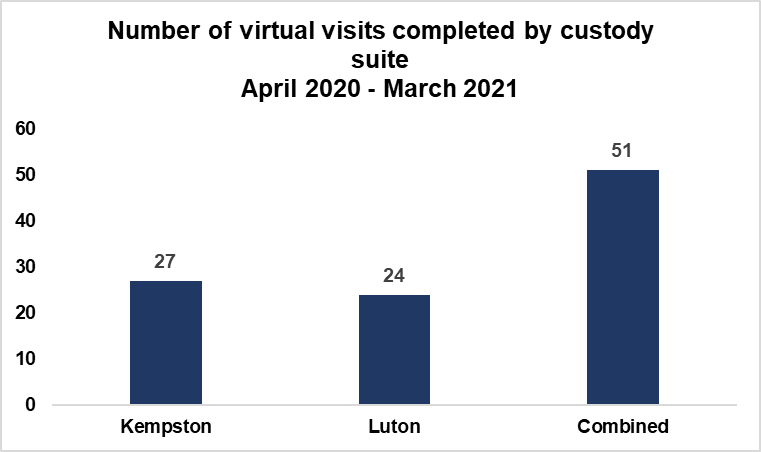 Number of virtual visits completed by custody
suite
April 2020 - March 2021
60
50
40
30
20
10
0
27
24
51
Kempston
Luton
Combined